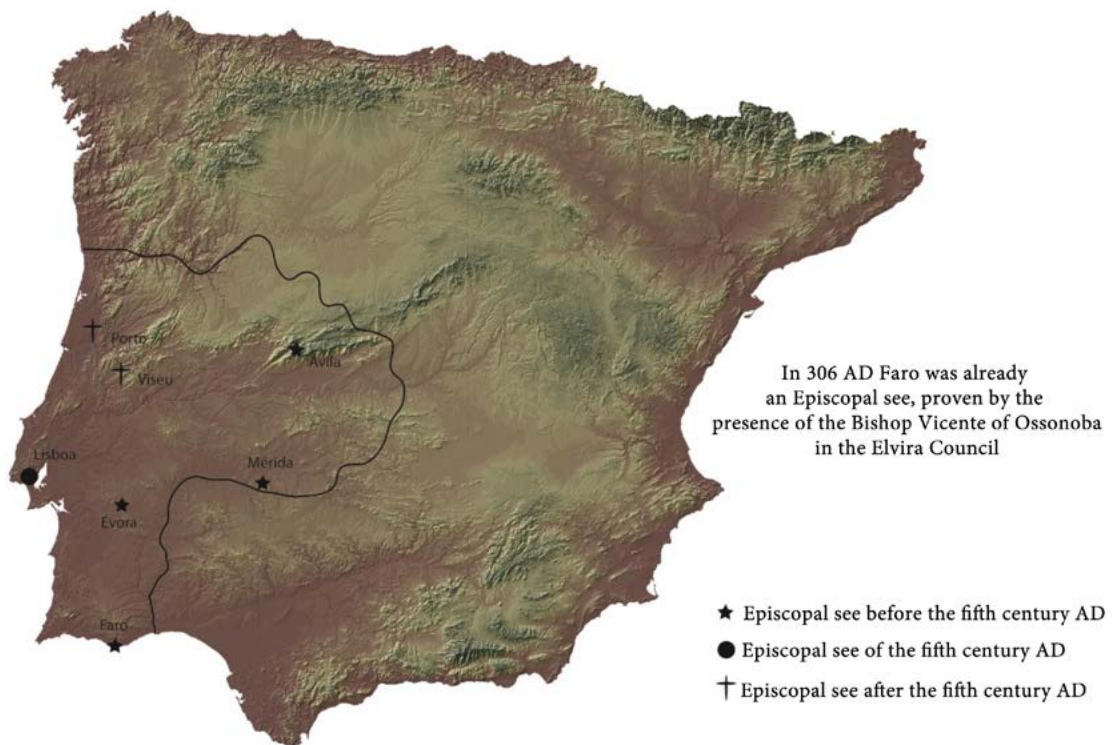 Porto
Viseu
Ávila
Lisboa
Mérida
Évora
Faro
In 306 AD Faro was already
an Episcopal see, proven by the
presence of the Bishop Vicente of Ossonoba
in the Elvira Council
Episcopal see before the fifth century AD
Episcopal see of the fifth century AD
Episcopal see after the fifth century AD